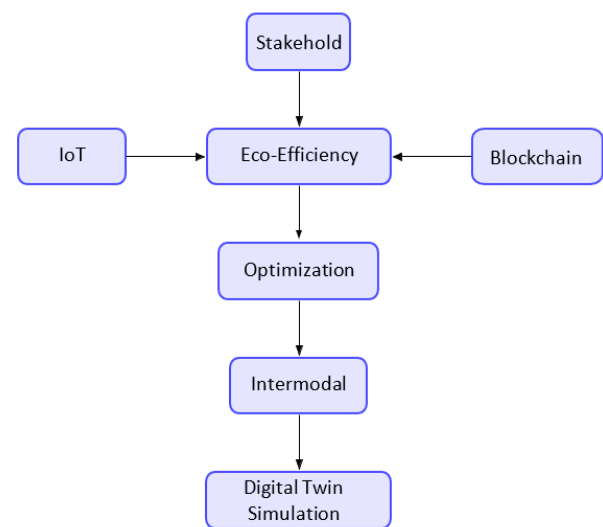 Stakehold
IoT
Eco-Efficiency
Blockchain
Optimization
Intermodal
Digital Twin
Simulation